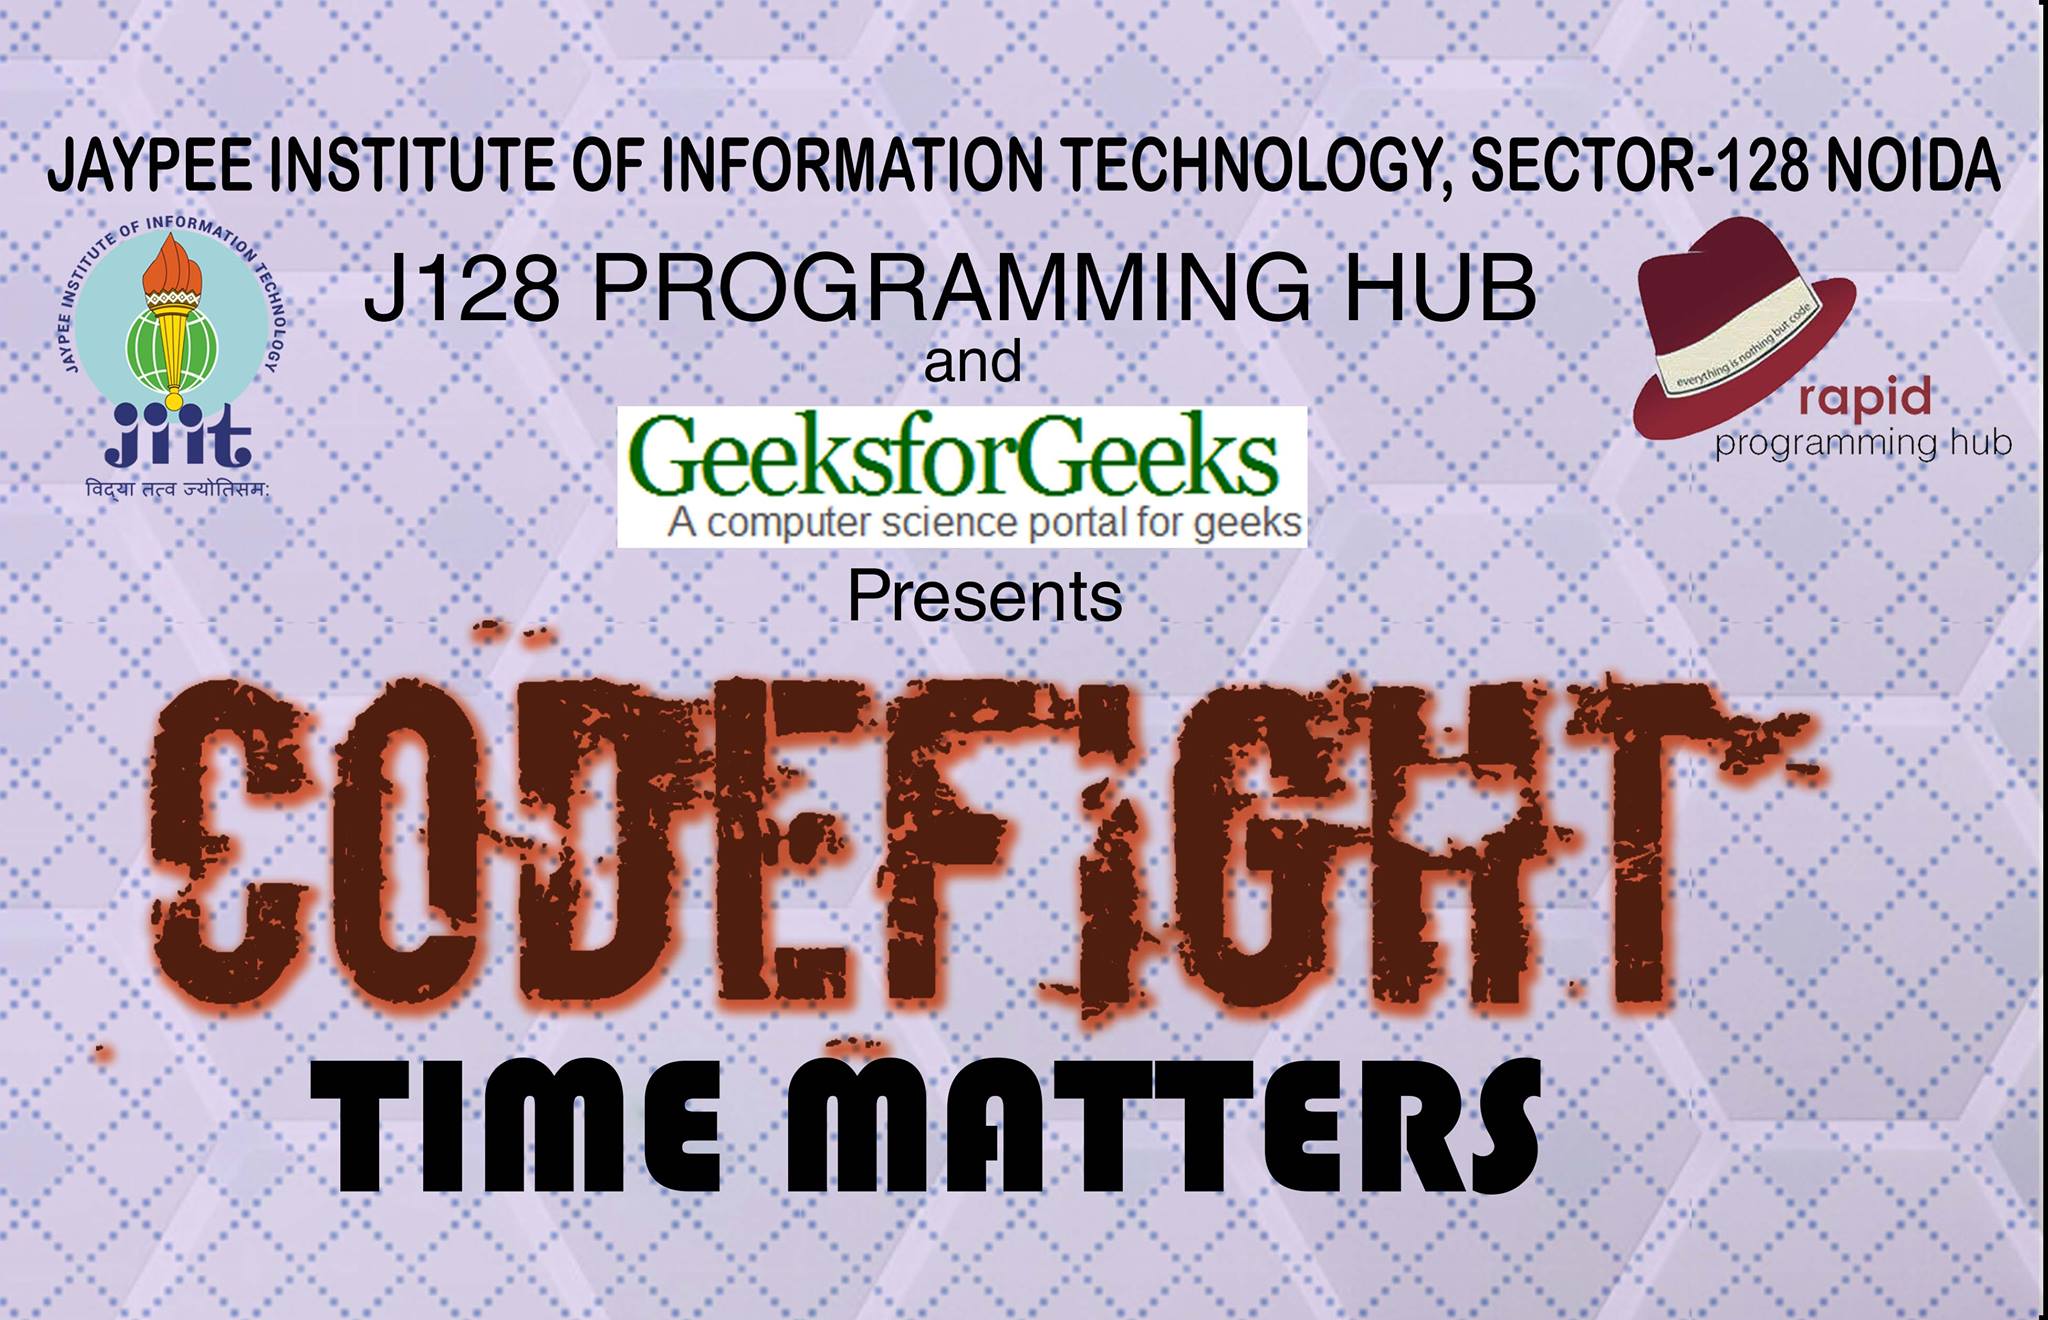 JAYPEE INSTITUTE OF INFORMATION TECHNOLOGY, SECTOR-128 NOIDA
JAYPEE INSTITUTE OF INFORMATION TECHNOLOGY
jiit
विद्या तत्व ज्योतिसम:
J128 PROGRAMMING HUB
and
GeeksforGeeks
A computer science portal for geeks
everything is nothing but code
rapid
programming hub
Presents
CODEFIGHT
TIME MATTERS